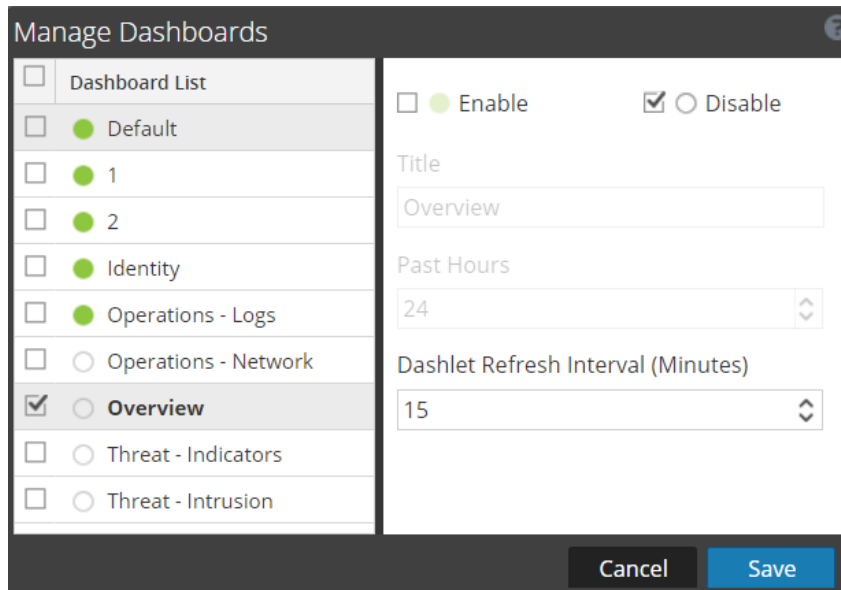 Manage Dashboards
Dashboard List
Default
1
2
Identity
Operations - Logs
Operations - Network
Overview
Threat - Indicators
Threat - Intrusion
Enable
Disable
Title
Overview
Past Hours
24
Dashlet Refresh Interval (Minutes)
15
Cancel
Save